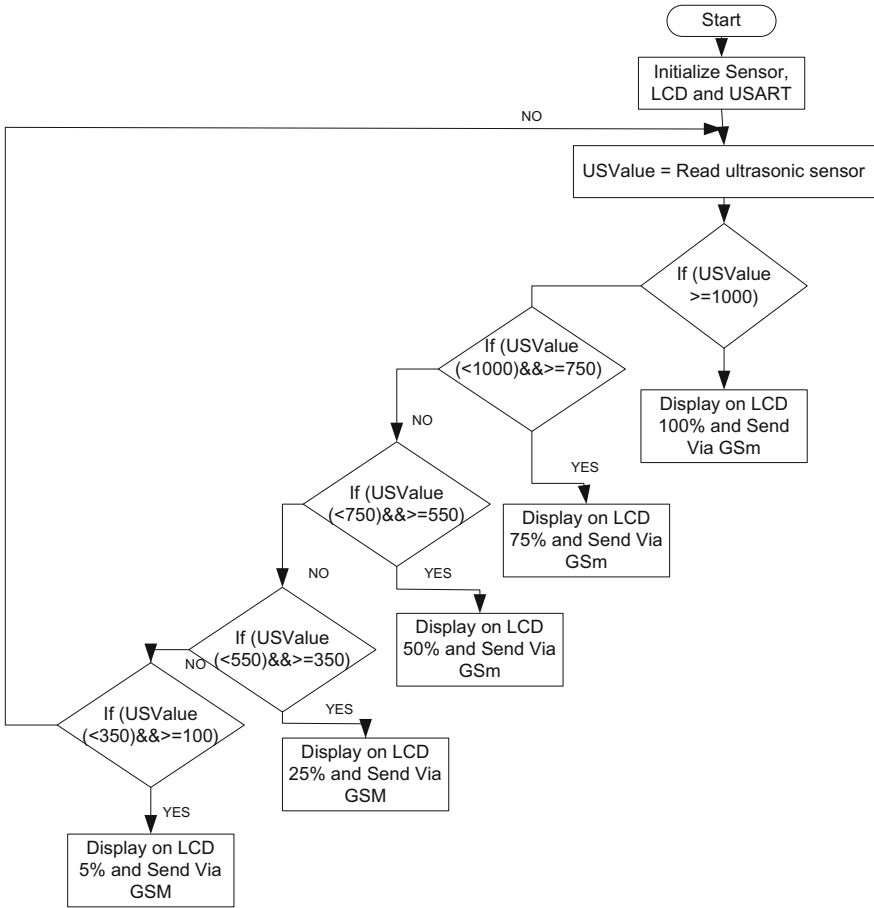 Start
Initialize Sensor,
LCD and USART
NO
USValue = Read ultrasonic sensor
If (USValue
>=1000)
If (USValue
(<1000)&&>=750)
Display on LCD
100% and Send
Via GSm
NO
YES
If (USValue
(<750)&&>=550)
Display on LCD
75% and Send Via
GSm
NO
YES
If (USValue
(<550)&&>=350)
Display on LCD
50% and Send Via
GSm
NO
YES
If (USValue
(<350)&&>=100)
Display on LCD
25% and Send Via
GSM
YES
Display on LCD
5% and Send Via
GSM